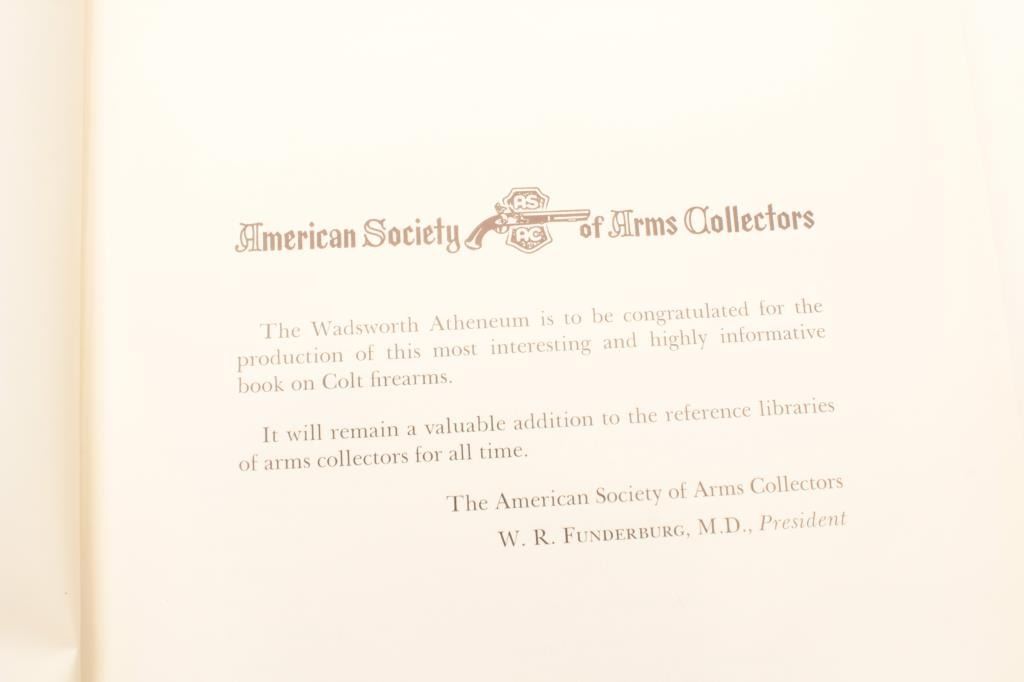 American Society of Arms Collectors
AS
AC
The Wadsworth Atheneum is to be congratulated for the
production of this most interesting and highly informative
book on Colt firearms.
It will remain a valuable addition to the reference libraries
of arms collectors for all time.
The American Society of Arms Collectors
W. R. FUNDERBURG, M.D., President